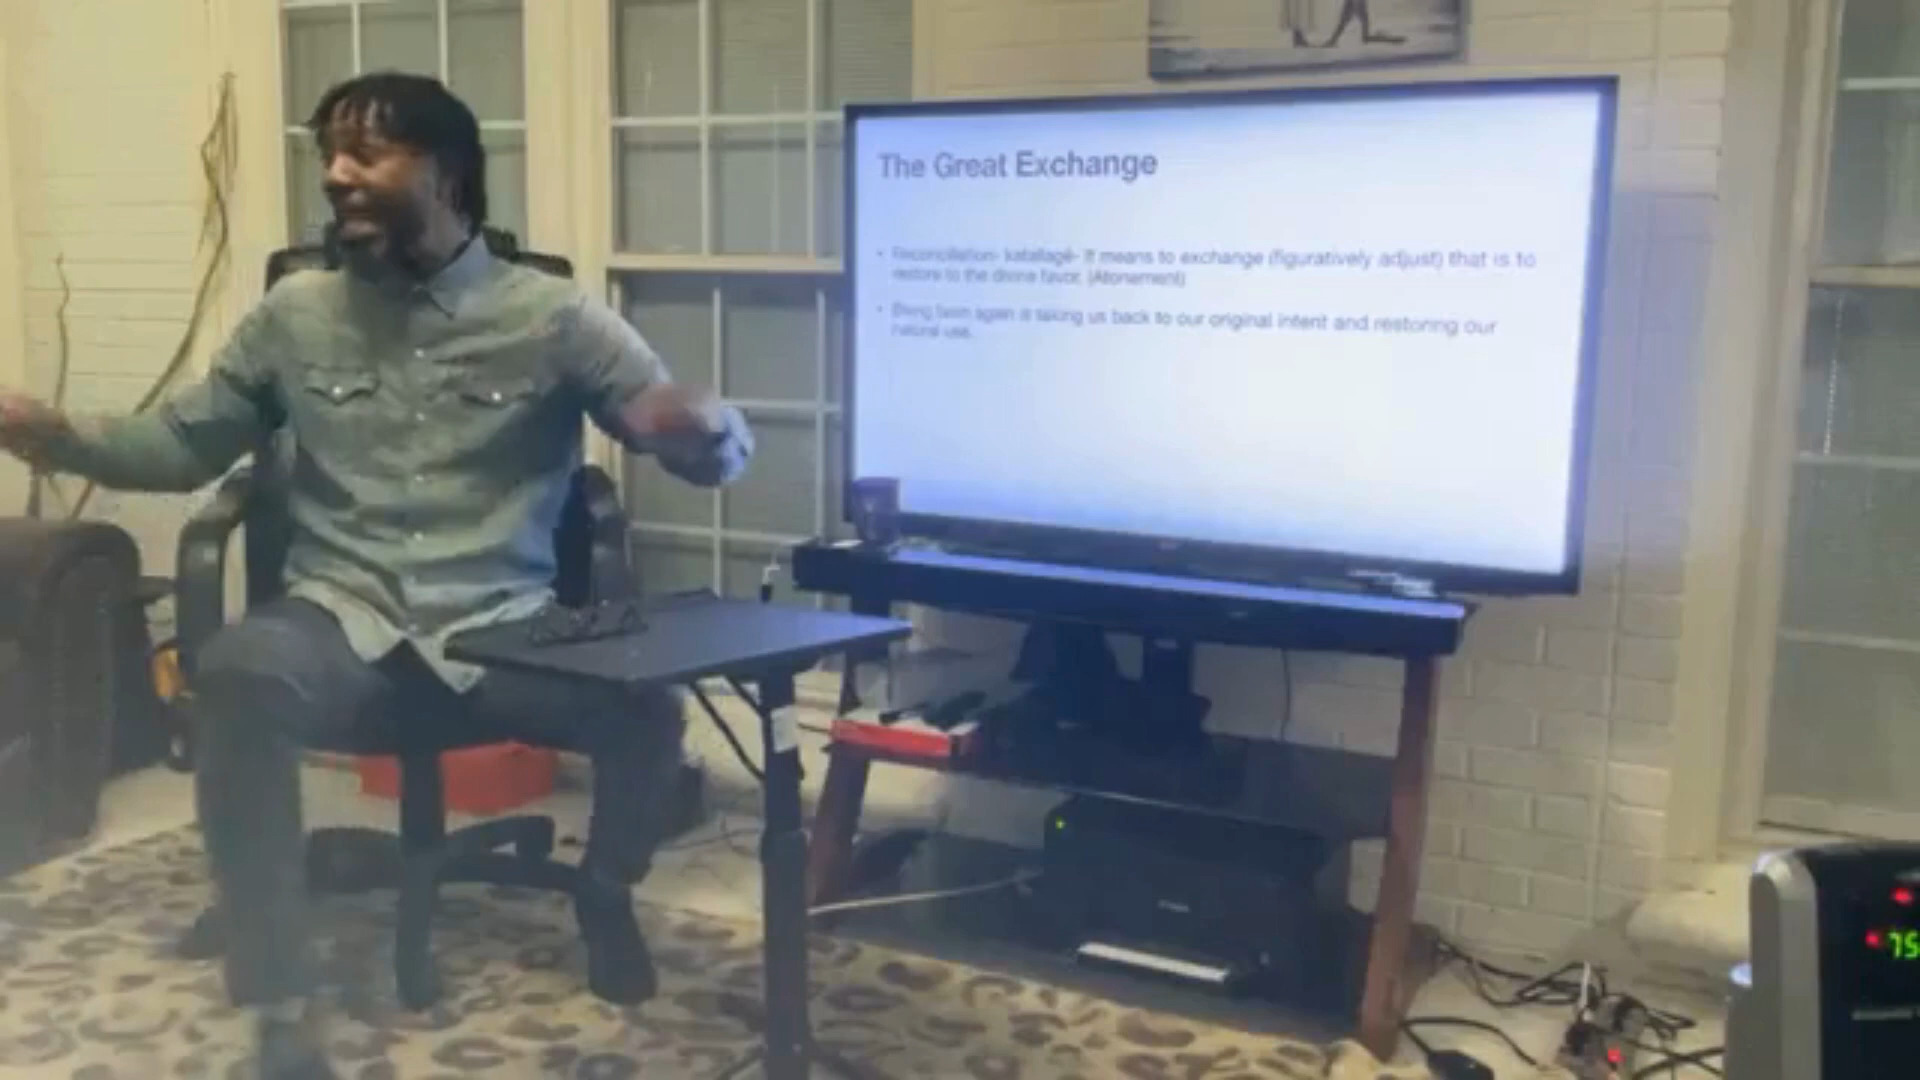 The Great Exchange
• Reconciliation- katallagē- It means to exchange (figuratively adjust) that is to
restore to the divine favor. (Atonement)
• Being born again is taking us back to our original intent and restoring our
natural use.
75